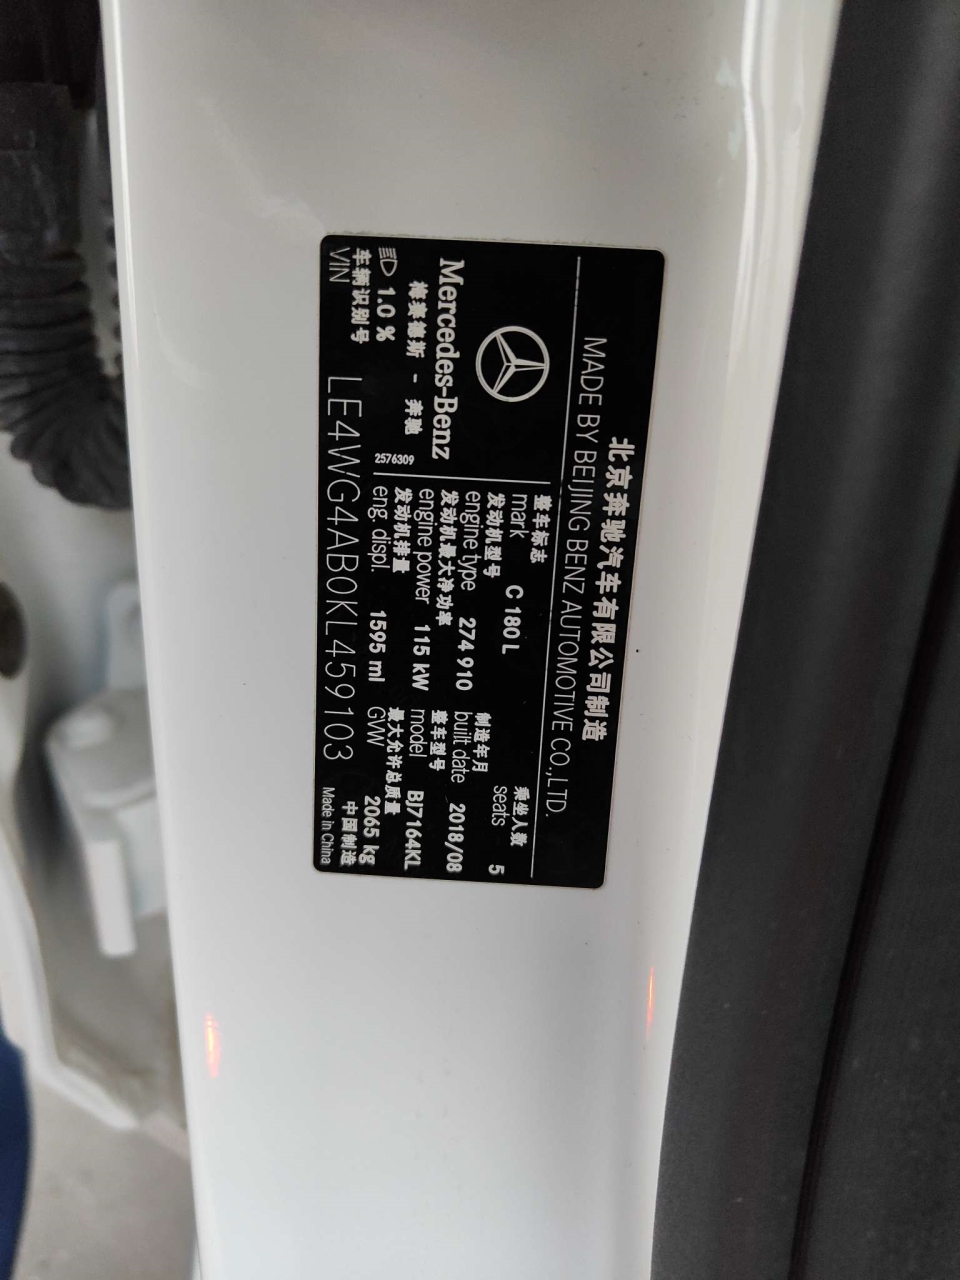 北京奔驰汽车有限公司制造
MADE BY BEIJING BENZ AUTOMOTIVE CO.,LTD.
Mercedes-Benz
梅赛德斯 - 奔驰
1.0 %
2576309
整车标志
mark C 180 L
乘坐人数
seats 5
发动机型号
engine type 274 910
制造年月
built date 2018/08
发动机最大净功率
engine power 115 kW
整车型号
model BJ7164KL
发动机排量
eng. displ. 1595 ml
最大允许总质量
GVW 2065 kg
车辆识别号
VIN LE4WG4AB0KL459103
中国制造
Made in China